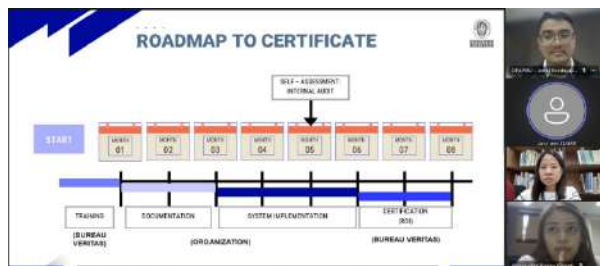 ROADMAP TO CERTIFICATE
SELF – ASSESSMENT:
INTERNAL AUDIT
START
MONTH
01
MONTH
02
MONTH
03
MONTH
04
MONTH
05
MONTH
06
MONTH
07
MONTH
08
TRAINING
DOCUMENTATION
SYSTEM IMPLEMENTATION
CERTIFICATION
(BUREAU
VERITAS)
(ORGANIZATION)
(BUREAU VERITAS)